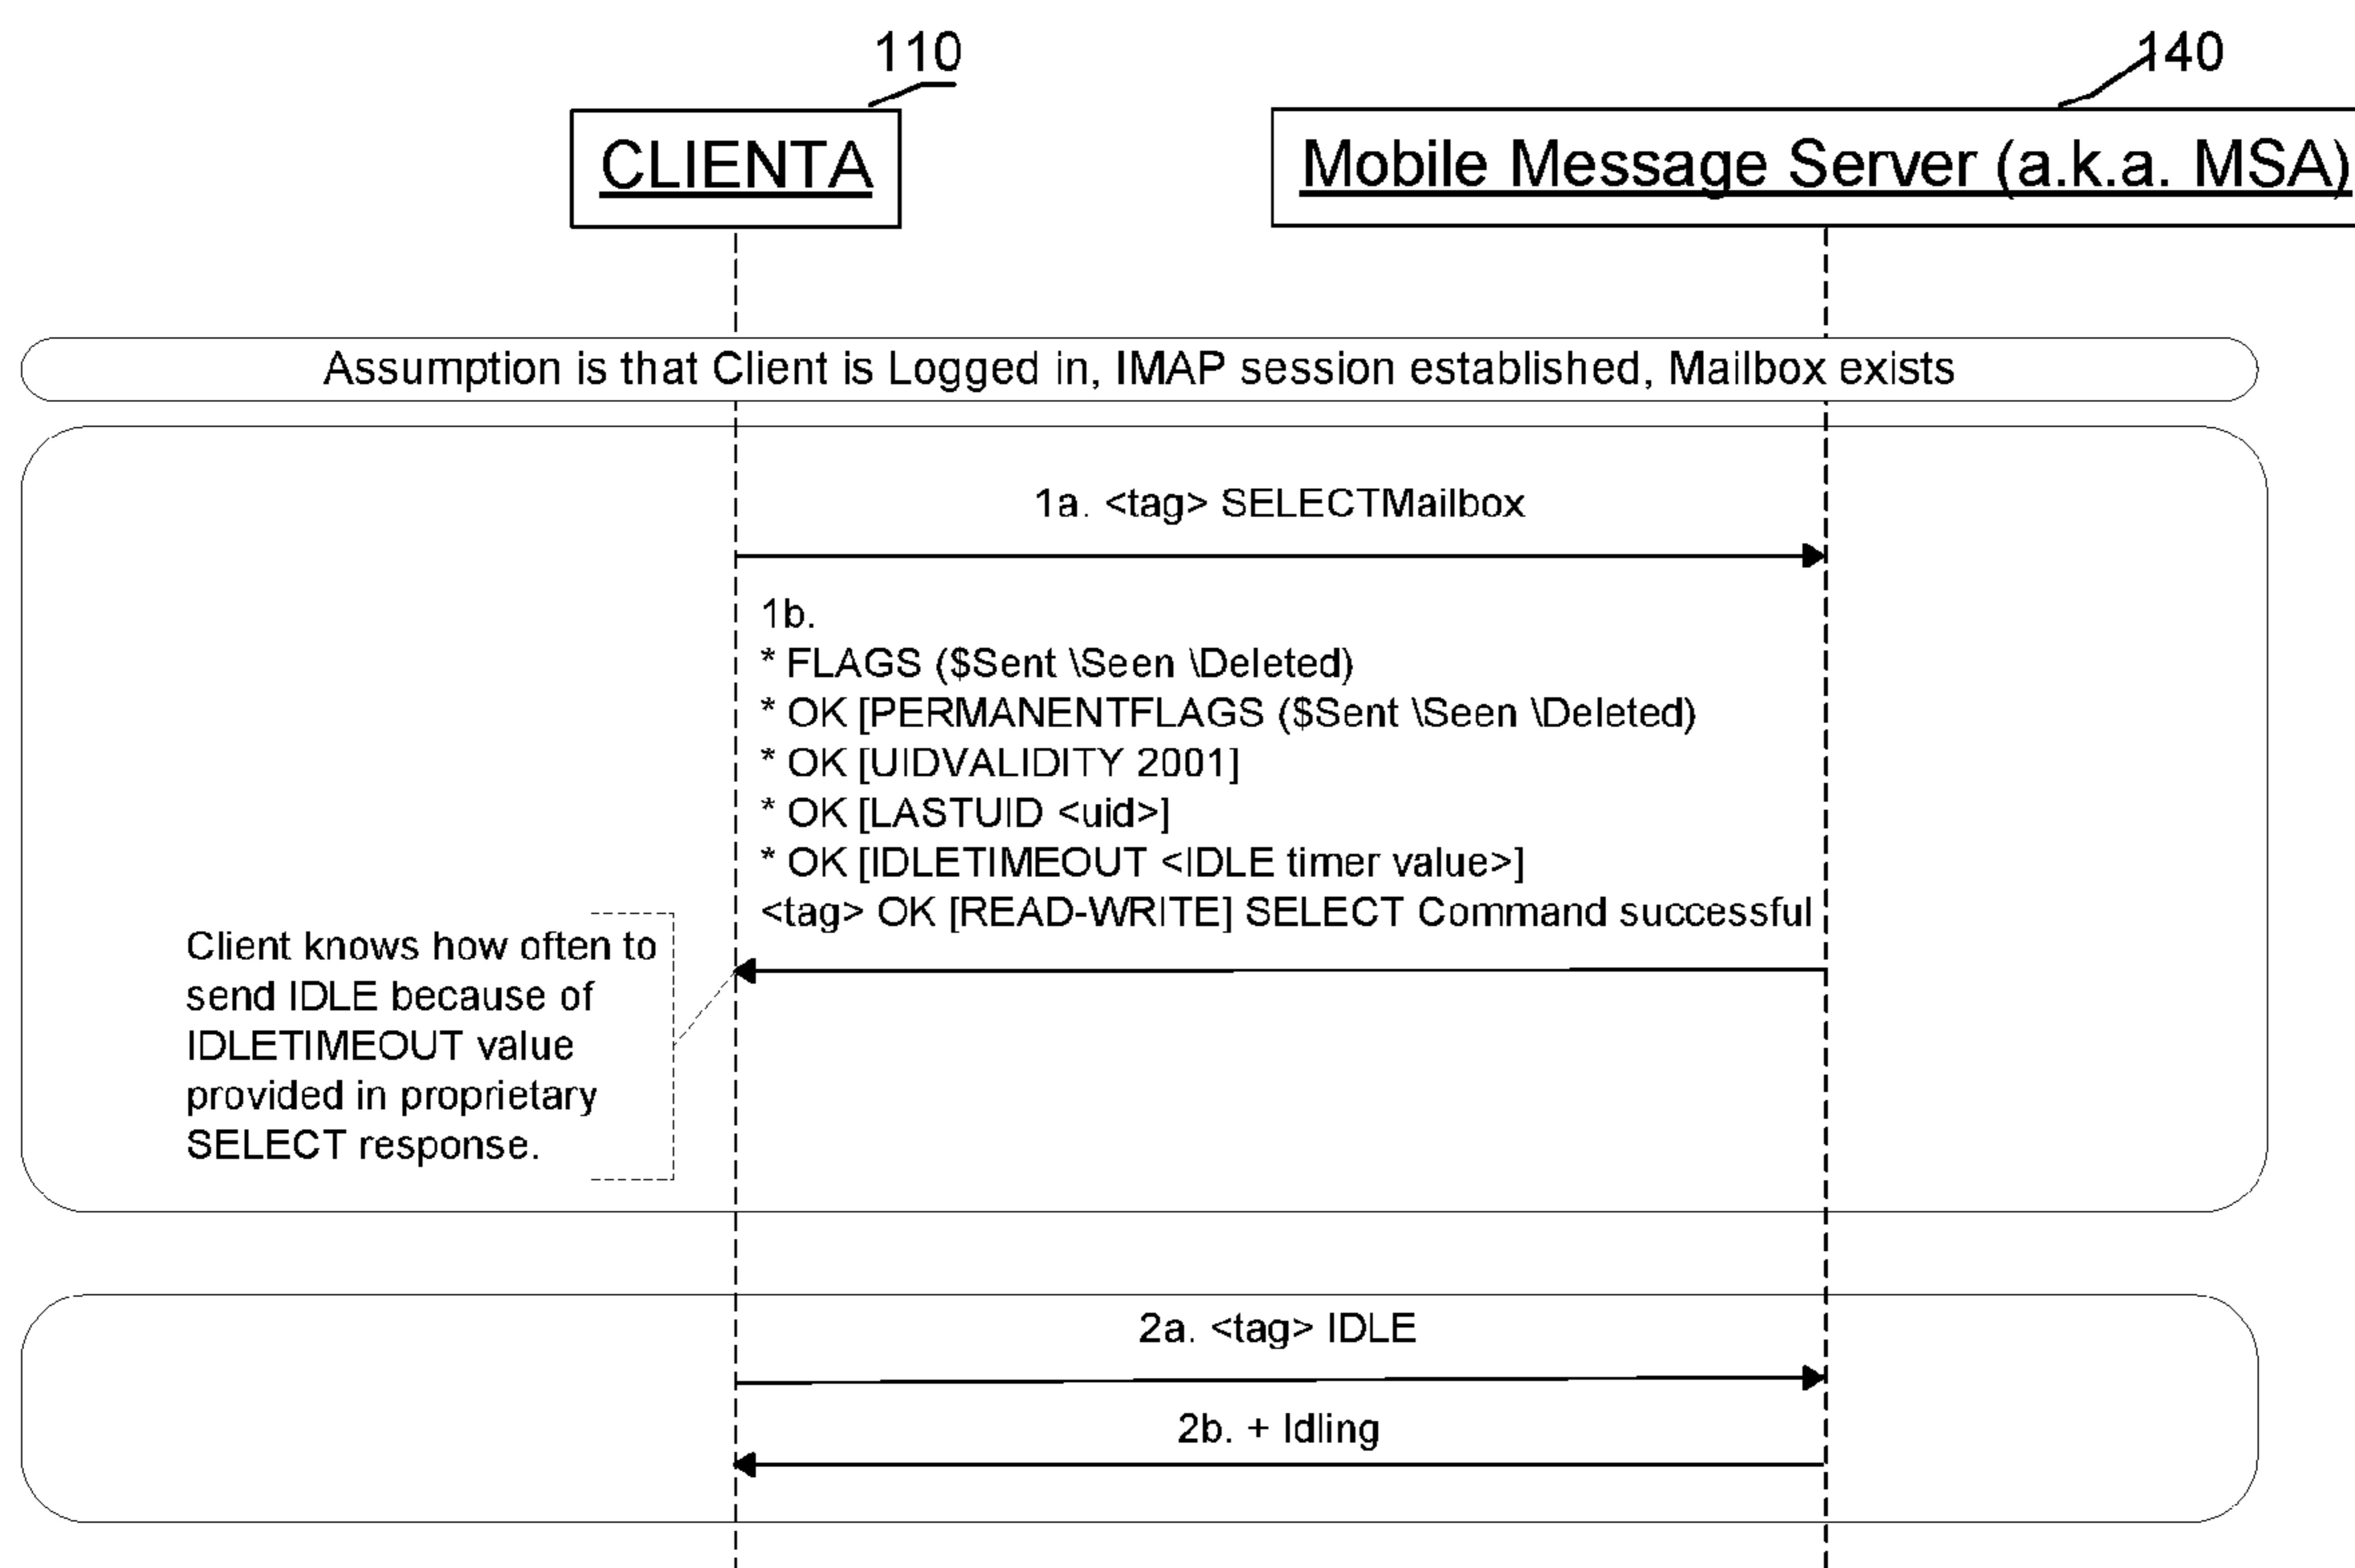 110
140
CLIENTA
Mobile Message Server (a.k.a. MSA)
Assumption is that Client is Logged in, IMAP session established, Mailbox exists
1a. <tag> SELECTMailbox
1b.
* FLAGS ($Sent \Seen \Deleted)
* OK [PERMANENTFLAGS ($Sent \Seen \Deleted)
* OK [UIDVALIDITY 2001]
* OK [LASTUID <uid>]
* OK [IDLETIMEOUT <IDLE timer value>]
<tag> OK [READ-WRITE] SELECT Command successful
Client knows how often to
send IDLE because of
IDLETIMEOUT value
provided in proprietary
SELECT response.
2a. <tag> IDLE
2b. + Idling